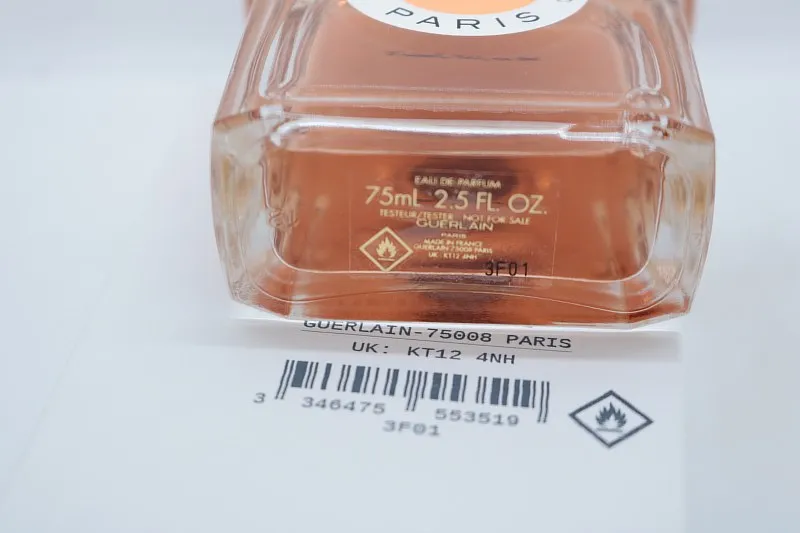 PARIS
EAU DE PARFUM
75mL 2.5 FL. OZ.
TESTEUR/TESTER NOT FOR SALE
GUERLAIN
PARIS
MADE IN FRANCE
GUERLAIN 75008 PARIS
UK: KT12 4NH
3F01
GUERLAIN-75008 PARIS
UK: KT12 4NH
3 346475 553519
3F01